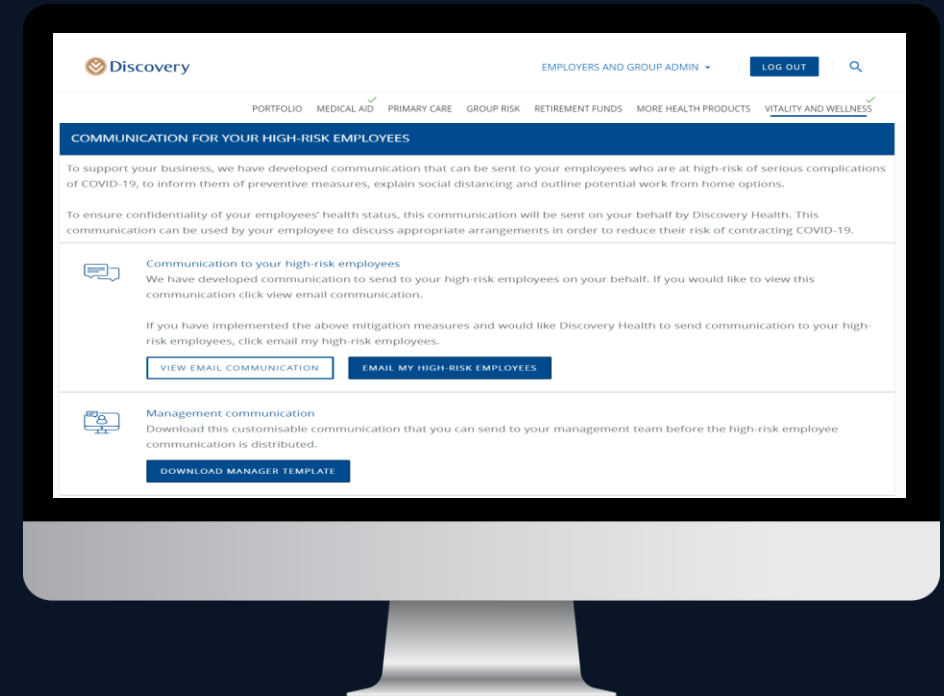 Discovery
EMPLOYERS AND GROUP ADMIN
LOG OUT
PORTFOLIO MEDICAL AID PRIMARY CARE GROUP RISK RETIREMENT FUNDS MORE HEALTH PRODUCTS VITALITY AND WELLNESS
COMMUNICATION FOR YOUR HIGH-RISK EMPLOYEES
To support your business, we have developed communication that can be sent to your employees who are at high-risk of serious complications
of COVID-19, to inform them of preventive measures, explain social distancing and outline potential work from home options.
To ensure confidentiality of your employees' health status, this communication will be sent on your behalf by Discovery Health. This
communication can be used by your employee to discuss appropriate arrangements in order to reduce their risk of contracting COVID-19.
Communication to your high-risk employees
We have developed communication to send to your high-risk employees on your behalf. If you would like to view this
communication click view email communication.
If you have implemented the above mitigation measures and would like Discovery Health to send communication to your high-
risk employees, click email my high-risk employees.
VIEW EMAIL COMMUNICATION EMAIL MY HIGH-RISK EMPLOYEES
Management communication
Download this customisable communication that you can send to your management team before the high-risk employee
communication is distributed.
DOWNLOAD MANAGER TEMPLATE